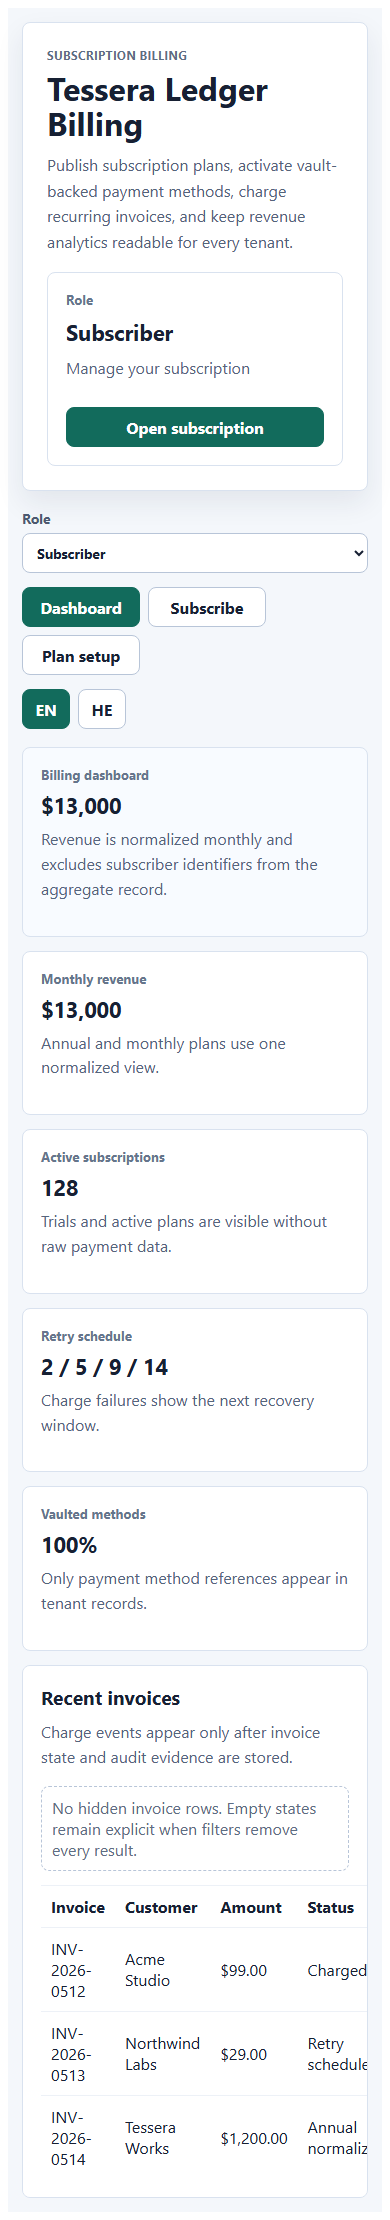 SUBSCRIPTION BILLING
Tessera Ledger
Billing
Publish subscription plans, activate vault-
backed payment methods, charge
recurring invoices, and keep revenue
analytics readable for every tenant.
Role
Subscriber
Manage your subscription
Open subscription
Role
Subscriber
Dashboard
Subscribe
Plan setup
EN
HE
Billing dashboard
$13,000
Revenue is normalized monthly and
excludes subscriber identifiers from the
aggregate record.
Monthly revenue
$13,000
Annual and monthly plans use one
normalized view.
Active subscriptions
128
Trials and active plans are visible without
raw payment data.
Retry schedule
2 / 5 / 9 / 14
Charge failures show the next recovery
window.
Vaulted methods
100%
Only payment method references appear in
tenant records.
Recent invoices
Charge events appear only after invoice
state and audit evidence are stored.
No hidden invoice rows. Empty states
remain explicit when filters remove
every result.
Invoice Customer Amount Status
INV-
2026-
0512
Acme
Studio
$99.00
Charged
INV-
2026-
0513
Northwind
Labs
$29.00
Retry
schedule
INV-
2026-
0514
Tessera
Works
$1,200.00
Annual
normaliz